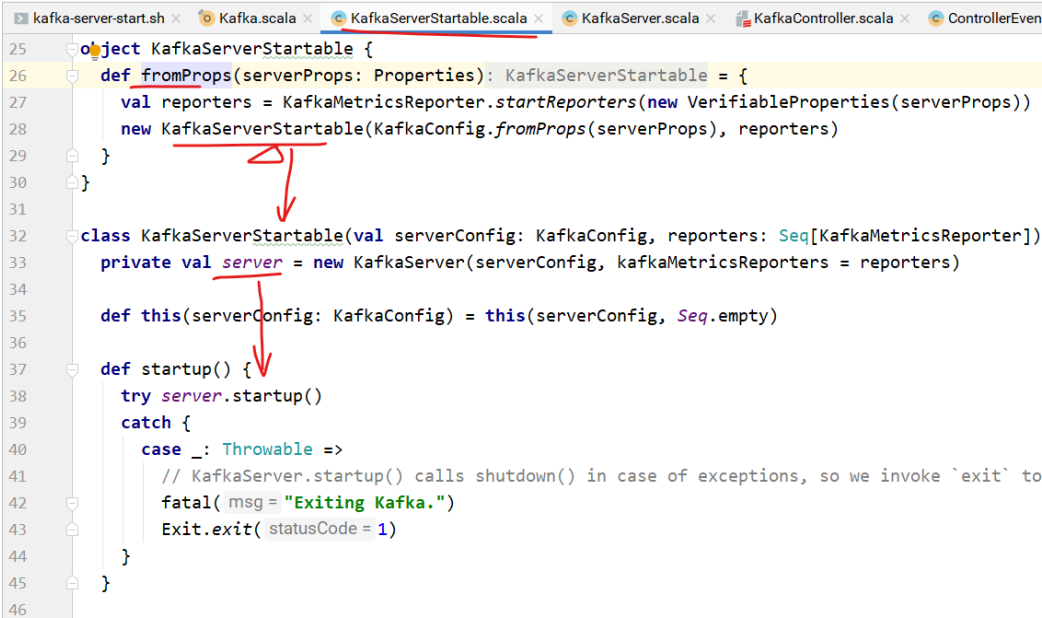 kafka-server-start.sh × Kafka.scala × KafkaServerStartable.scala × KafkaServer.scala × KafkaController.scala × ControllerEven
25 object KafkaServerStartable {
26 def fromProps(serverProps: Properties): KafkaServerStartable = {
27 val reporters = KafkaMetricsReporter.startReporters(new VerifiableProperties(serverProps))
28 new KafkaServerStartable(KafkaConfig.fromProps(serverProps), reporters)
29 }
30 }
31
32 class KafkaServerStartable(val serverConfig: KafkaConfig, reporters: Seq[KafkaMetricsReporter])
33 private val server = new KafkaServer(serverConfig, kafkaMetricsReporters = reporters)
34
35 def this(serverConfig: KafkaConfig) = this(serverConfig, Seq.empty)
36
37 def startup() {
38 try server.startup()
39 catch {
40 case _: Throwable =>
41 // KafkaServer.startup() calls shutdown() in case of exceptions, so we invoke `exit` to
42 fatal( msg = "Exiting Kafka.")
43 Exit.exit( statusCode = 1)
44 }
45 }
46